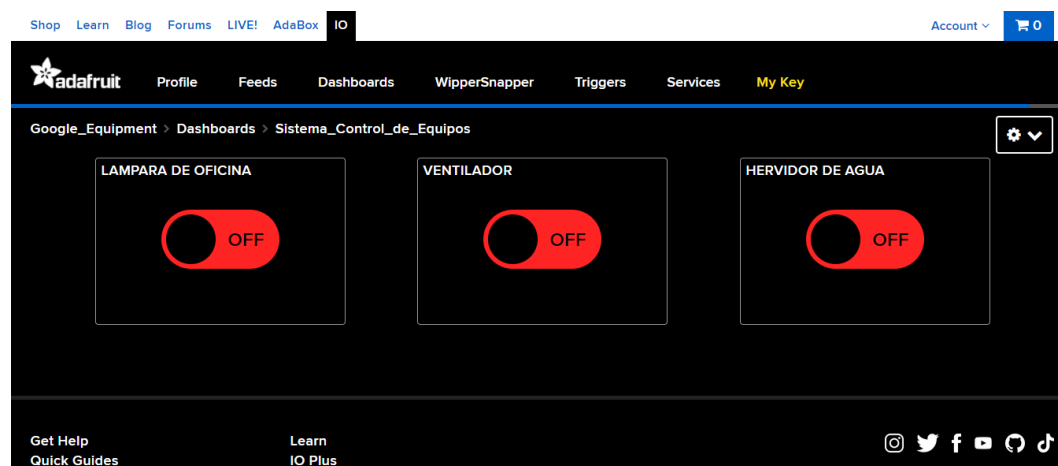 Shop Learn Blog Forums LIVE! AdaBox IO Account 0
adafruit Profile Feeds Dashboards WipperSnapper Triggers Services My Key
Google_Equipment > Dashboards > Sistema_Control_de_Equipos
LAMPARA DE OFICINA VENTILADOR HERVIDOR DE AGUA
OFF OFF OFF
Get Help Learn
Quick Guides IO Plus